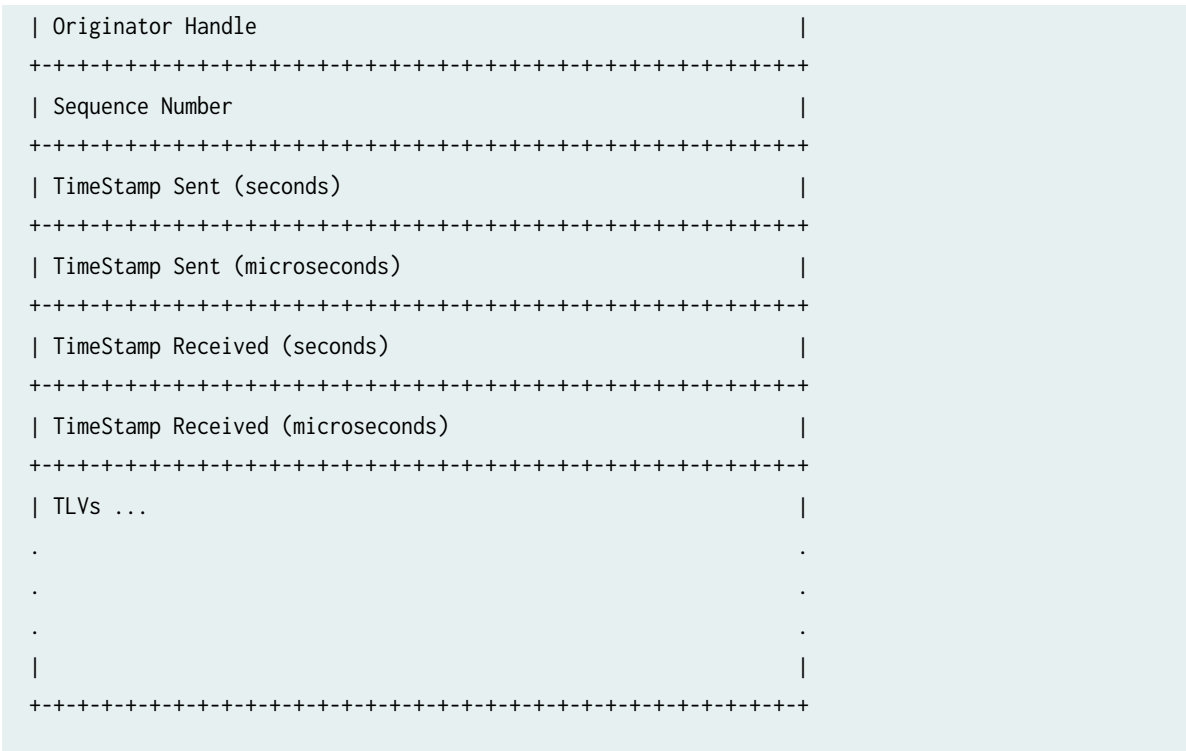 | Originator Handle |
+-+-+-+-+-+-+-+-+-+-+-+-+-+-+-+-+-+-+-+-+-+-+-+-+-+-+-+-+-+-+-+-+
| Sequence Number |
+-+-+-+-+-+-+-+-+-+-+-+-+-+-+-+-+-+-+-+-+-+-+-+-+-+-+-+-+-+-+-+-+
| TimeStamp Sent (seconds) |
+-+-+-+-+-+-+-+-+-+-+-+-+-+-+-+-+-+-+-+-+-+-+-+-+-+-+-+-+-+-+-+-+
| TimeStamp Sent (microseconds) |
+-+-+-+-+-+-+-+-+-+-+-+-+-+-+-+-+-+-+-+-+-+-+-+-+-+-+-+-+-+-+-+-+
| TimeStamp Received (seconds) |
+-+-+-+-+-+-+-+-+-+-+-+-+-+-+-+-+-+-+-+-+-+-+-+-+-+-+-+-+-+-+-+-+
| TimeStamp Received (microseconds) |
+-+-+-+-+-+-+-+-+-+-+-+-+-+-+-+-+-+-+-+-+-+-+-+-+-+-+-+-+-+-+-+-+
| TLVs ... |
. .
. .
. .
| |
+-+-+-+-+-+-+-+-+-+-+-+-+-+-+-+-+-+-+-+-+-+-+-+-+-+-+-+-+-+-+-+-+